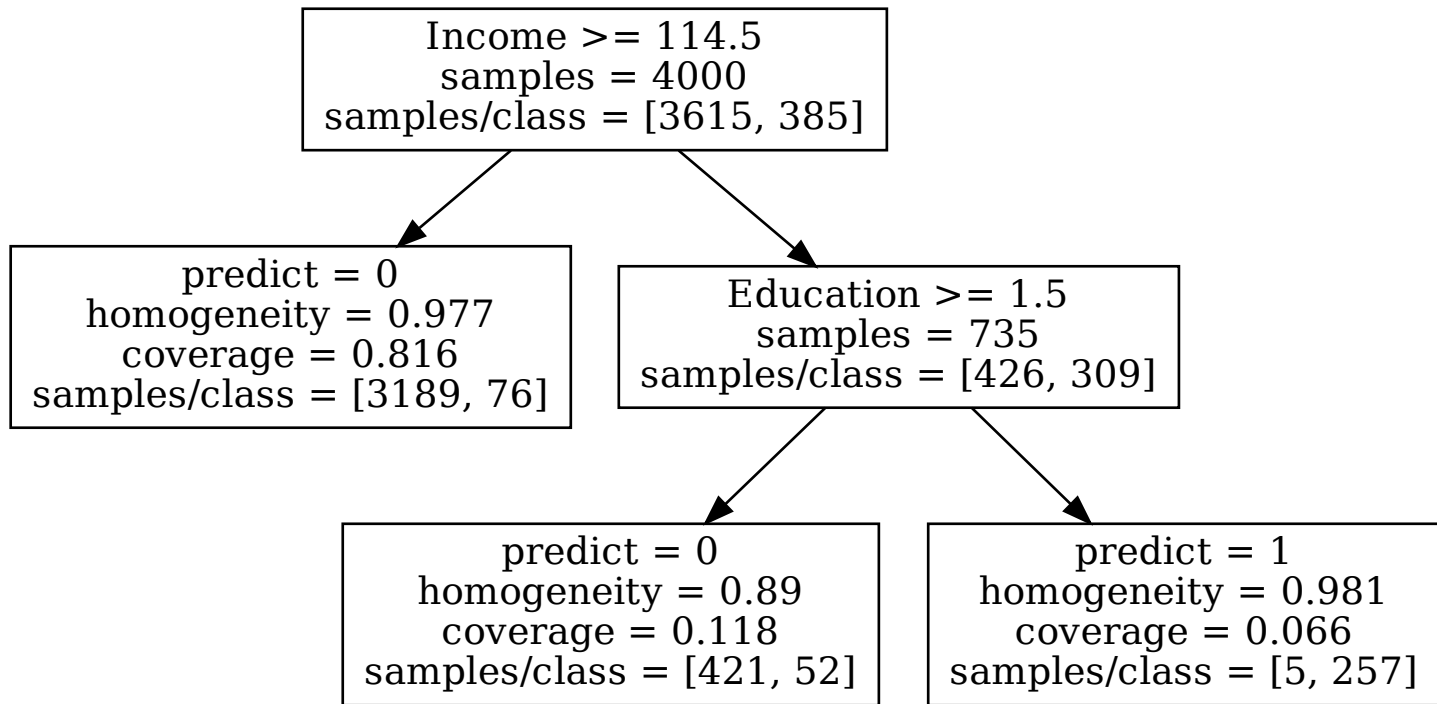 Income >= 114.5
samples = 4000
samples/class = [3615, 385]
predict = 0
homogeneity = 0.977
coverage = 0.816
samples/class = [3189, 76]
Education >= 1.5
samples = 735
samples/class = [426, 309]
predict = 0
homogeneity = 0.89
coverage = 0.118
samples/class = [421, 52]
predict = 1
homogeneity = 0.981
coverage = 0.066
samples/class = [5, 257]